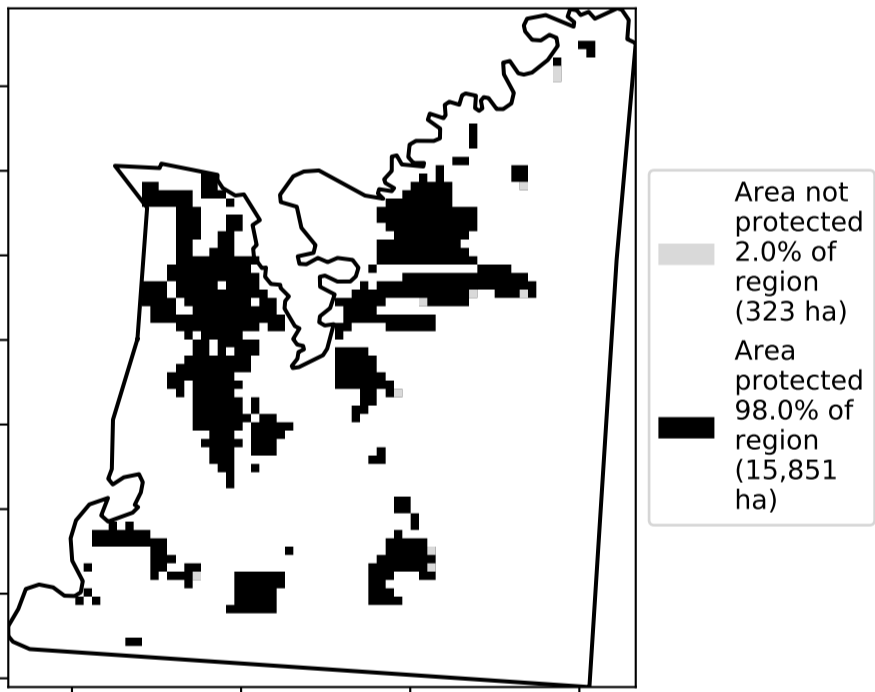 Area not
protected
2.0% of
region
(323 ha)
Area
protected
98.0% of
region
(15,851
ha)